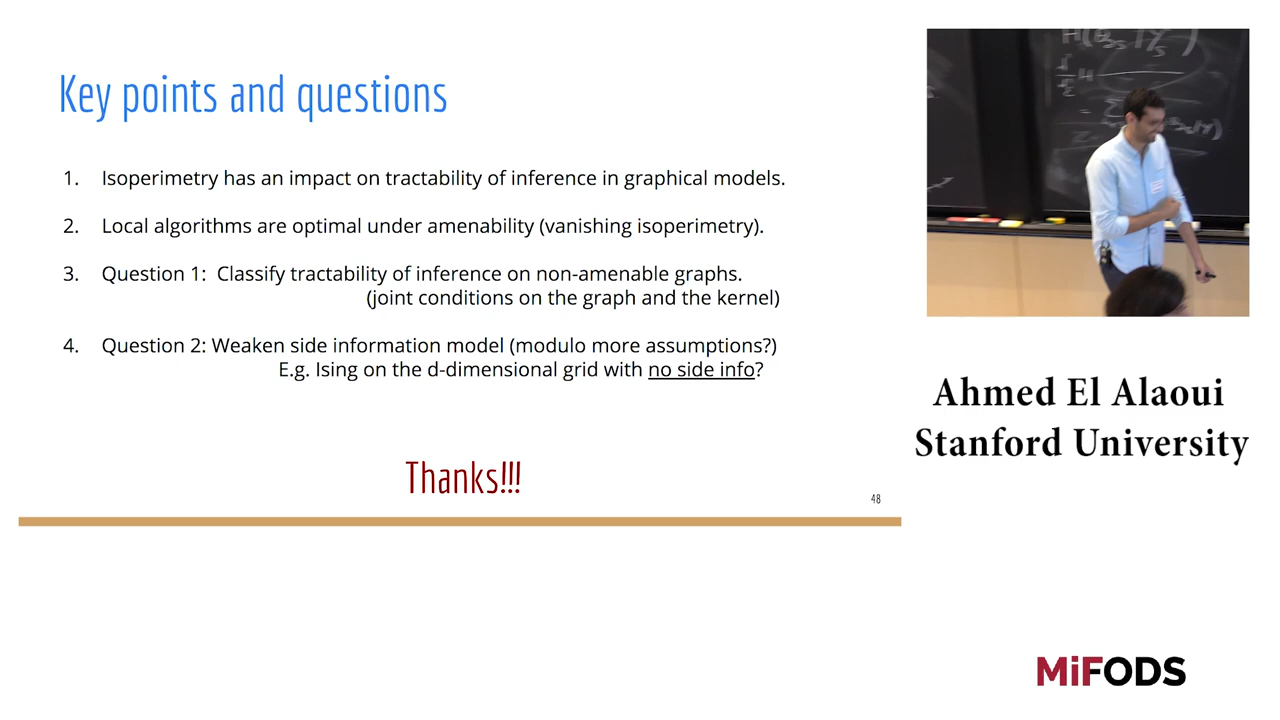 Key points and questions
1. Isoperimetry has an impact on tractability of inference in graphical models.
2. Local algorithms are optimal under amenability (vanishing isoperimetry).
3. Question 1: Classify tractability of inference on non-amenable graphs.
(joint conditions on the graph and the kernel)
4. Question 2: Weaken side information model (modulo more assumptions?)
E.g. Ising on the d-dimensional grid with no side info?
Thanks!!!
48
Ahmed El Alaoui
Stanford University
MiFODS